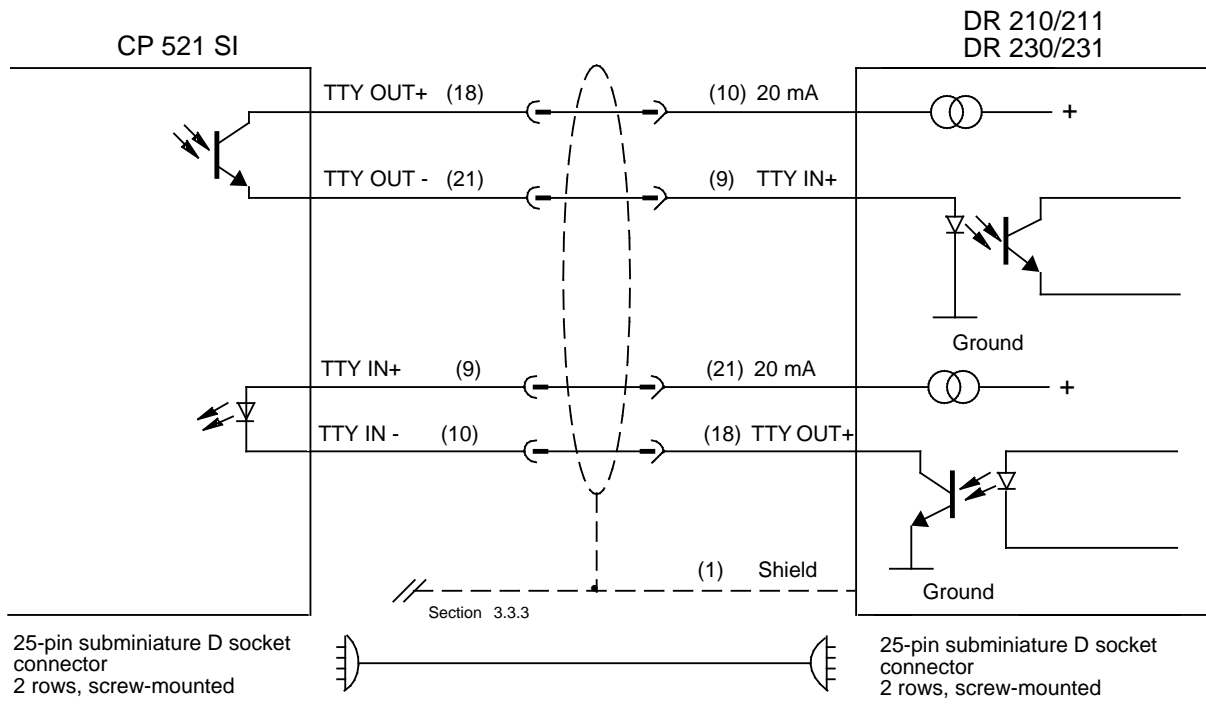 CP 521 SI
DR 210/211
DR 230/231
TTY OUT+ (18)
(10) 20 mA
+
TTY OUT - (21)
(9) TTY IN+
Ground
TTY IN+ (9)
(21) 20 mA
+
TTY IN - (10)
(18) TTY OUT+
Ground
(1) Shield
Section 3.3.3
25-pin subminiature D socket
connector
2 rows, screw-mounted
25-pin subminiature D socket
connector
2 rows, screw-mounted